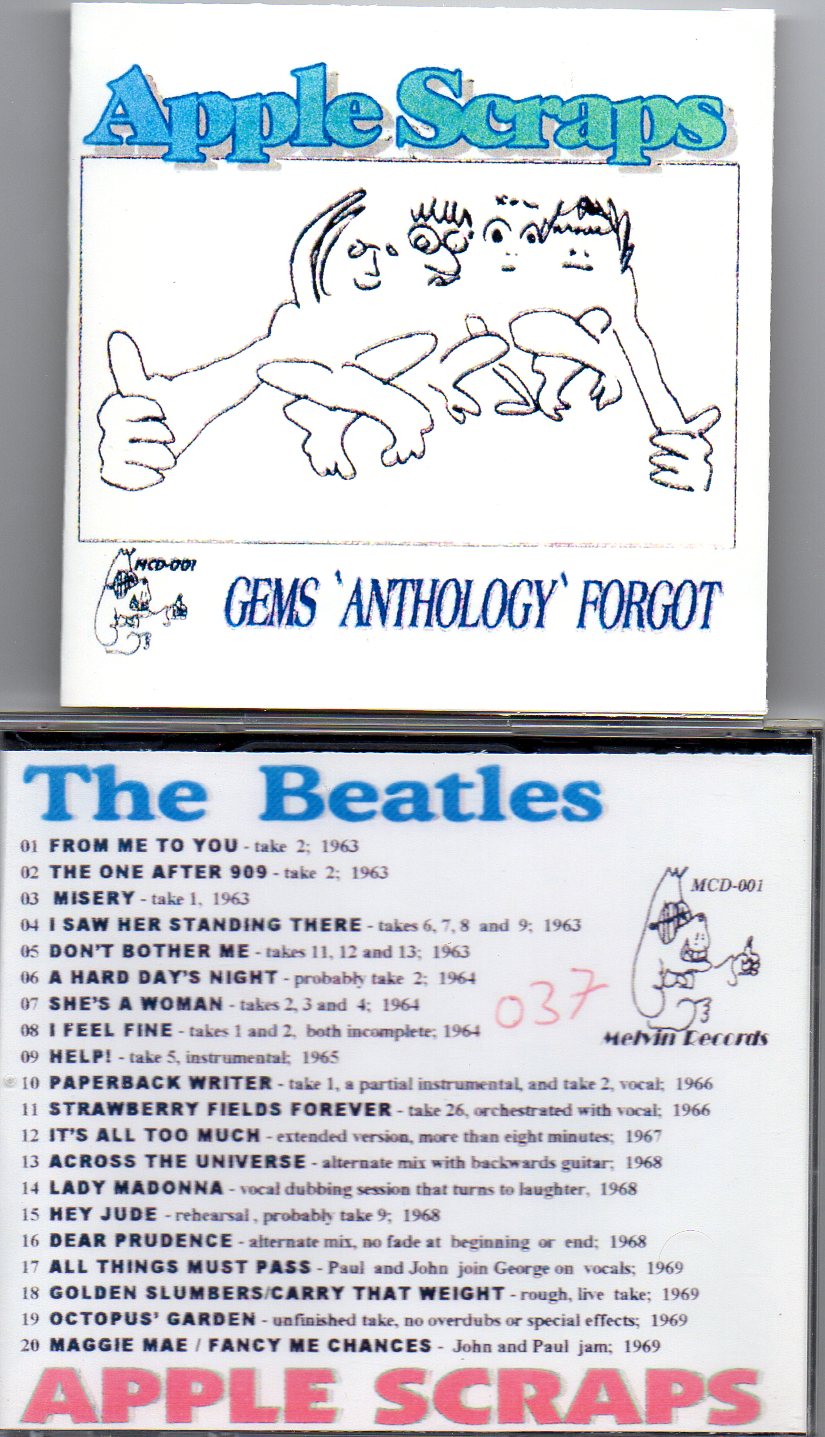 Apple Scraps
MCD-001
GEMS `ANTHOLOGY` FORGOT
The Beatles
01 FROM ME TO YOU - take 2; 1963
02 THE ONE AFTER 909 - take 2; 1963
03 MISERY - take 1, 1963
04 I SAW HER STANDING THERE - takes 6, 7, 8 and 9; 1963
05 DON'T BOTHER ME - takes 11, 12 and 13; 1963
06 A HARD DAY'S NIGHT - probably take 2; 1964
07 SHE'S A WOMAN - takes 2, 3 and 4; 1964
08 I FEEL FINE - takes 1 and 2, both incomplete; 1964
09 HELP! - take 5, instrumental; 1965
10 PAPERBACK WRITER - take 1, a partial instrumental, and take 2, vocal; 1966
11 STRAWBERRY FIELDS FOREVER - take 26, orchestrated with vocal; 1966
12 IT'S ALL TOO MUCH - extended version, more than eight minutes; 1967
13 ACROSS THE UNIVERSE - alternate mix with backwards guitar; 1968
14 LADY MADONNA - vocal dubbing session that turns to laughter, 1968
15 HEY JUDE - rehearsal, probably take 9; 1968
16 DEAR PRUDENCE - alternate mix, no fade at beginning or end; 1968
17 ALL THINGS MUST PASS - Paul and John join George on vocals; 1969
18 GOLDEN SLUMBERS/CARRY THAT WEIGHT - rough, live take; 1969
19 OCTOPUS' GARDEN - unfinished take, no overdubs or special effects; 1969
20 MAGGIE MAE / FANCY ME CHANCES - John and Paul jam; 1969
MCD-001
Melvin Records
037
APPLE SCRAPS